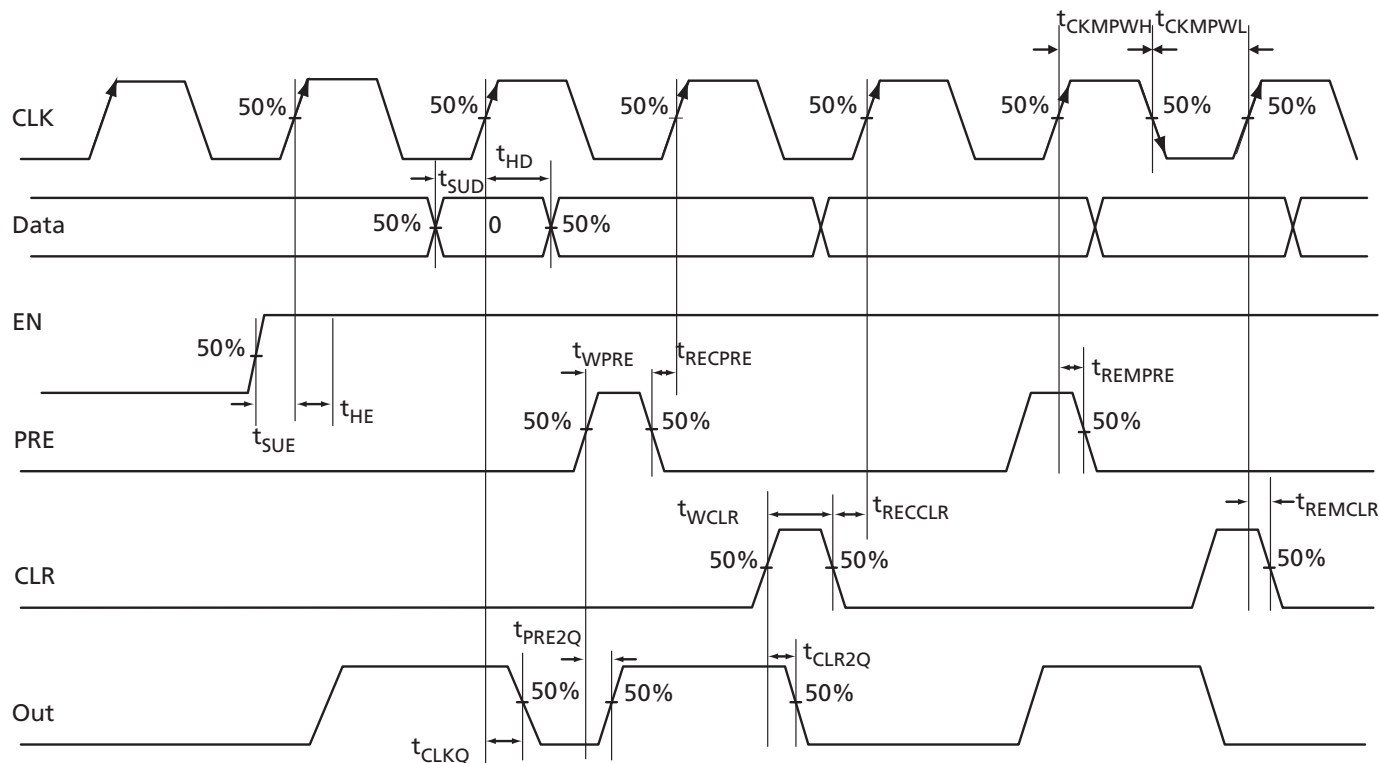 tCKMPWH tCKMPWL
CLK 50% 50% 50% 50% 50% 50% 50%
tSUD tHD
Data 50% 0 50%
EN 50%
tSUE tHE
tWPRE tRECPRE tREMPRE
PRE 50% 50% 50%
tWCLR tRECCLR tREMCLR
CLR 50% 50% 50%
tPRE2Q tCLR2Q
Out 50% 50% 50%
tCLKQ